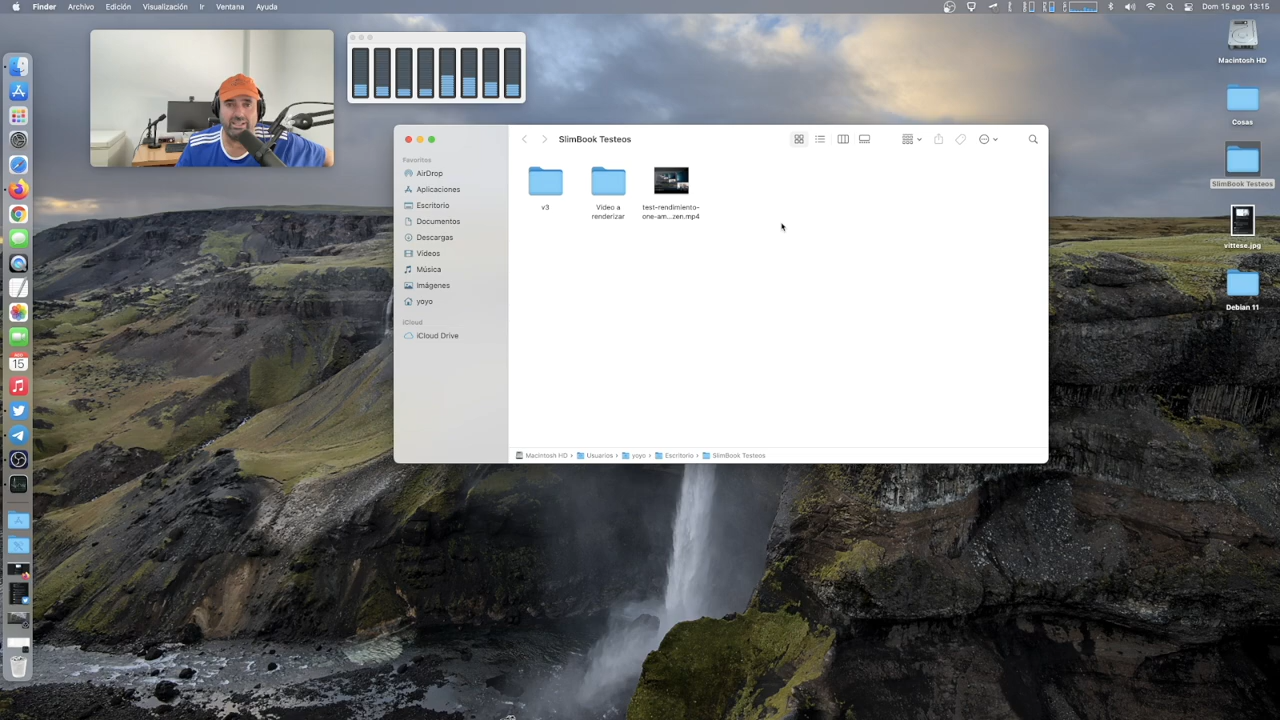 Finder Archivo Edición Visualización Ir Ventana Ayuda
Dom 15 ago 13:15
Macintosh HD
Cosas
SlimBook Testeos
vittese.jpg
Debian 11
SlimBook Testeos
Favoritos
AirDrop
Aplicaciones
Escritorio
Documentos
Descargas
Vídeos
Música
Imágenes
yoyo
iCloud
iCloud Drive
v3
Video a
renderizar
test-rendimiento-
one-am...zen.mp4
Macintosh HD › Usuarios › yoyo › Escritorio › SlimBook Testeos
15